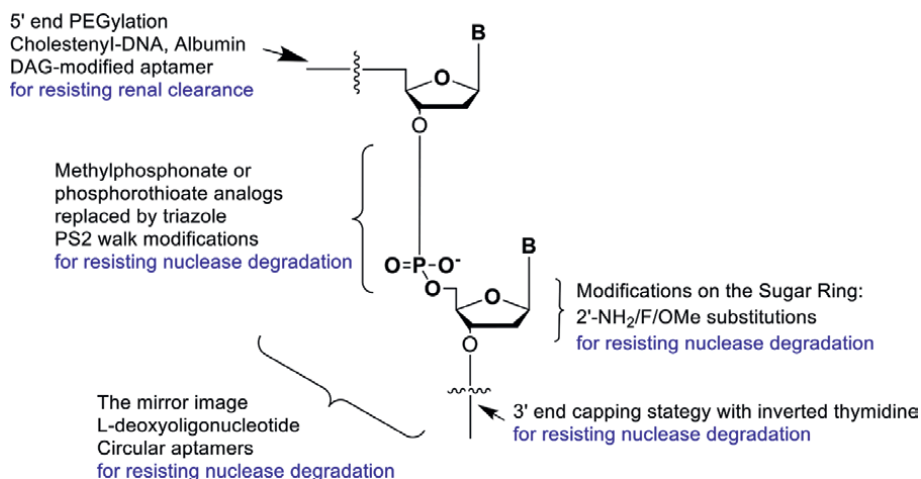 5' end PEGylation
Cholestenyl-DNA, Albumin
DAG-modified aptamer
for resisting renal clearance
B
O
O
Methylphosphonate or
phosphorothioate analogs
replaced by triazole
PS2 walk modifications
for resisting nuclease degradation
O=P-O-
O
B
O
O
Modifications on the Sugar Ring:
2'-NH2/F/OMe substitutions
for resisting nuclease degradation
The mirror image
L-deoxyoligonucleotide
Circular aptamers
for resisting nuclease degradation
3' end capping stategy with inverted thymidine
for resisting nuclease degradation